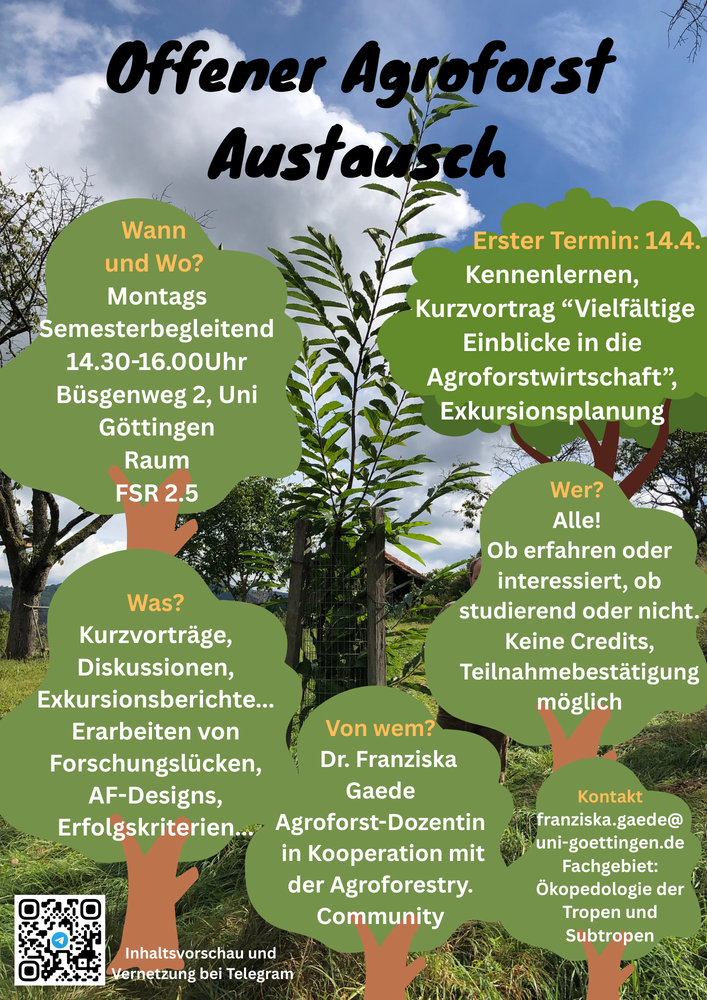 Offener Agroforst
Austausch
Wann
und Wo?
Montags
Semesterbegleitend
14.30-16.00Uhr
Büsgenweg 2, Uni
Göttingen
Raum
FSR 2.5
Erster Termin: 14.4.
Kennenlernen,
Kurzvortrag “Vielfältige
Einblicke in die
Agroforstwirtschaft”,
Exkursionsplanung
Wer?
Alle!
Ob erfahren oder
interessiert, ob
studierend oder nicht.
Keine Credits,
Teilnahmebestätigung
möglich
Was?
Kurzvorträge,
Diskussionen,
Exkursionsberichte...
Erarbeiten von
Forschungslücken,
AF-Designs,
Erfolgskriterien...
Von wem?
Dr. Franziska
Gaede
Agroforst-Dozentin
in Kooperation mit
der Agroforestry.
Community
Kontakt
franziska.gaede@
uni-goettingen.de
Fachgebiet:
Ökopedologie der
Tropen und
Subtropen
Inhaltsvorschau und
Vernetzung bei Telegram